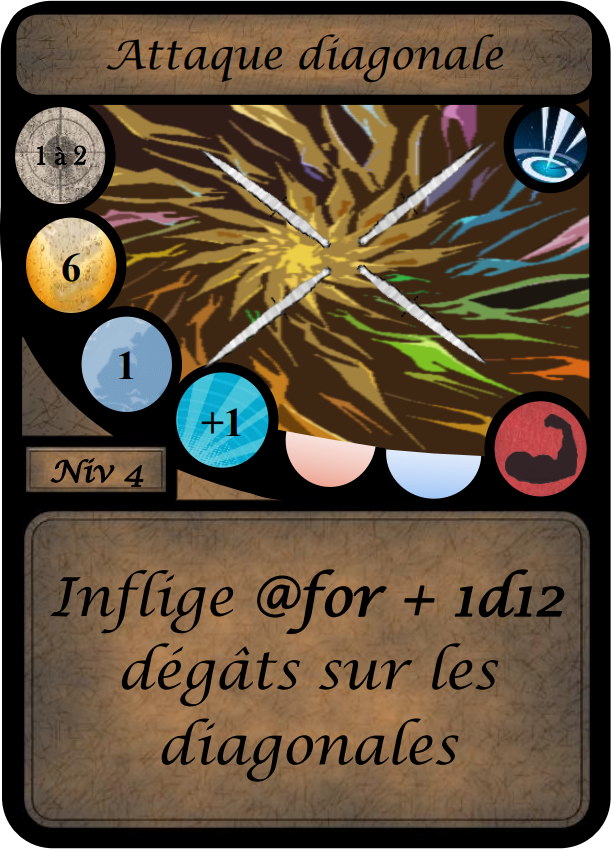 Attaque diagonale
1 à 2
6
1
+1
Niv 4
Inflige @for + 1d12
dégâts sur les
diagonales